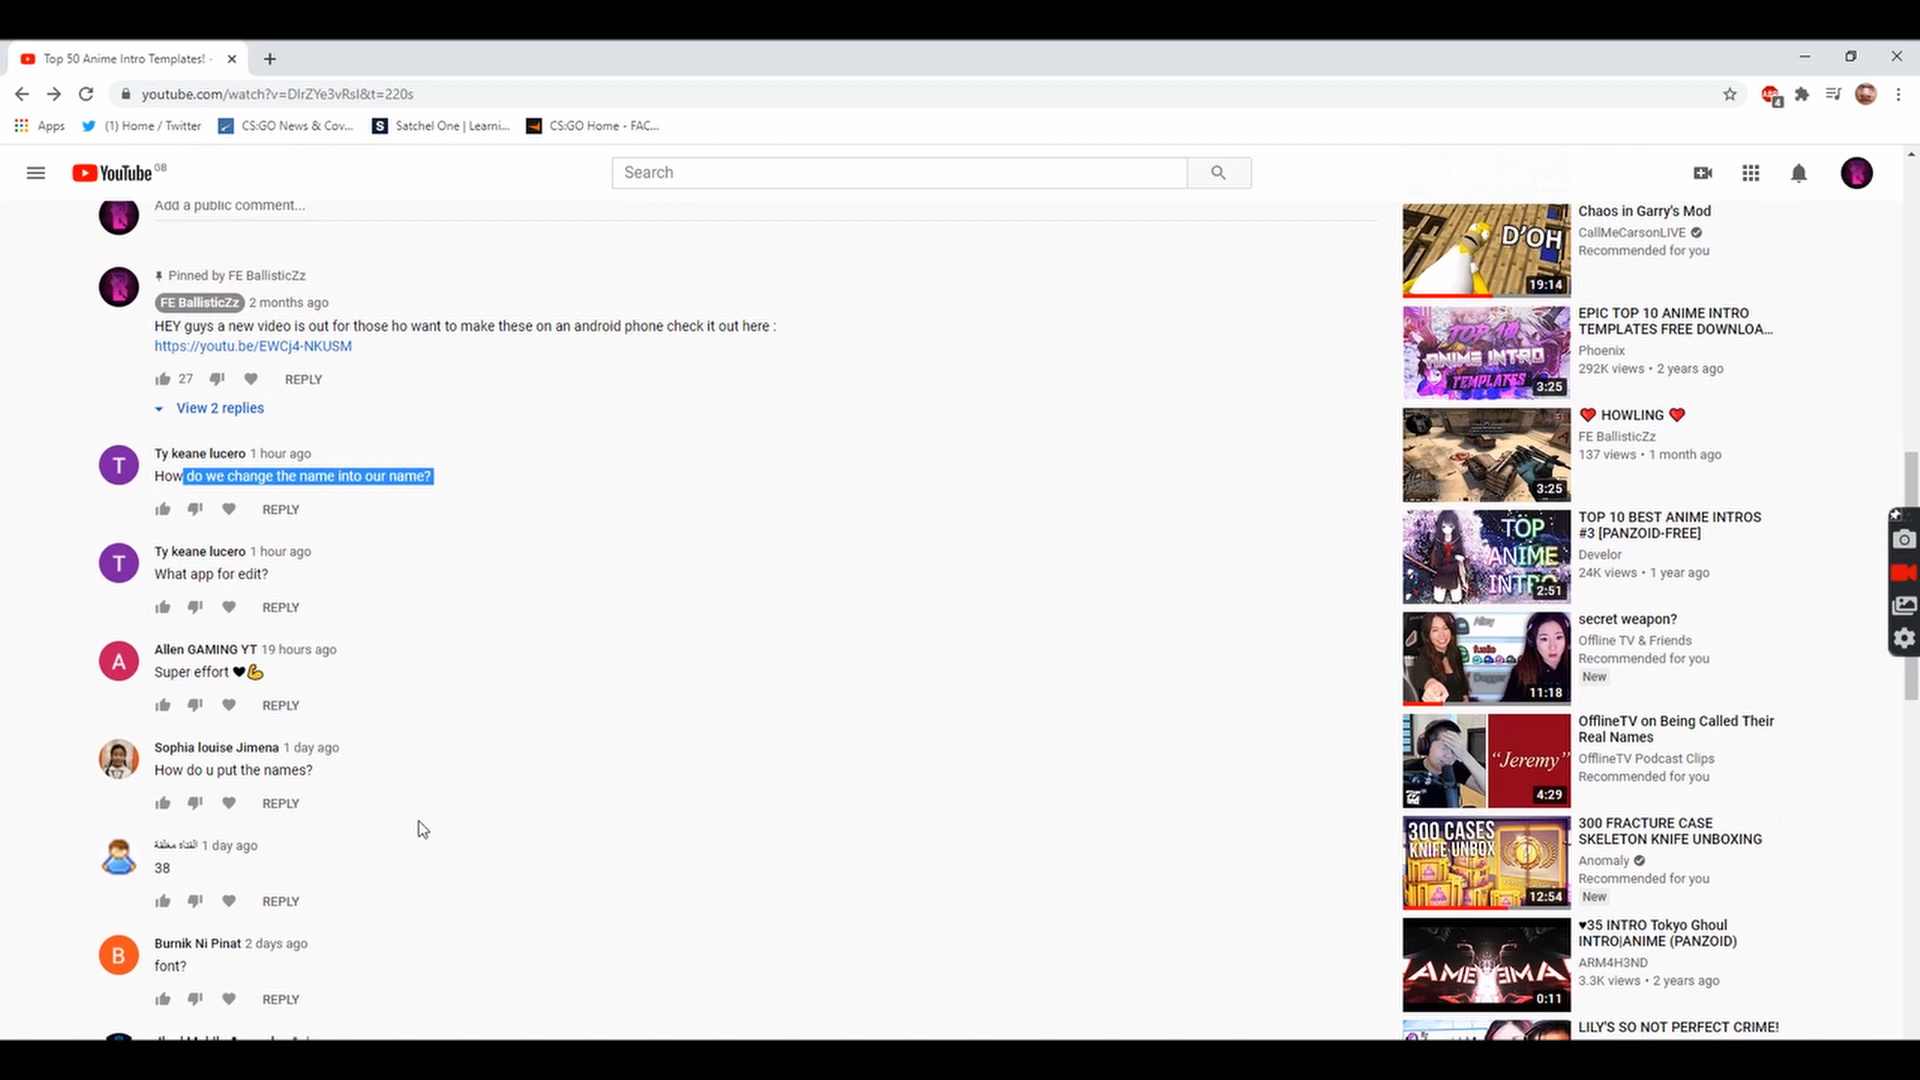 Top 50 Anime Intro Templates! -
youtube.com/watch?v=DlrZYe3vRsI&t=220s
Apps
(1) Home / Twitter
CS:GO News & Cov...
Satchel One | Learni...
CS:GO Home - FAC...
YouTube GB
Search
Add a public comment...
Pinned by FE BallisticZz
FE BallisticZz 2 months ago
HEY guys a new video is out for those ho want to make these on an android phone check it out here :
https://youtu.be/EWCj4-NKUSM
27 REPLY
View 2 replies
T
Ty keane lucero 1 hour ago
How do we change the name into our name?
REPLY
T
Ty keane lucero 1 hour ago
What app for edit?
REPLY
A
Allen GAMING YT 19 hours ago
Super effort ♥💪
REPLY
Sophia louise Jimena 1 day ago
How do u put the names?
REPLY
1 day ago
38
REPLY
B
Burnik Ni Pinat 2 days ago
font?
REPLY
D'OH
19:14
Chaos in Garry's Mod
CallMeCarsonLIVE
Recommended for you
TOP 10
ANIME INTRO
TEMPLATES
3:25
EPIC TOP 10 ANIME INTRO
TEMPLATES FREE DOWNLOA...
Phoenix
292K views • 2 years ago
3:25
❤️ HOWLING ❤️
FE BallisticZz
137 views • 1 month ago
TOP
ANIME
INTRO
2:51
TOP 10 BEST ANIME INTROS
#3 [PANZOID-FREE]
Develor
24K views • 1 year ago
11:18
secret weapon?
Offline TV & Friends
Recommended for you
New
"Jeremy"
4:29
OfflineTV on Being Called Their
Real Names
OfflineTV Podcast Clips
Recommended for you
300 CASES
KNIFE UNBOX
12:54
300 FRACTURE CASE
SKELETON KNIFE UNBOXING
Anomaly
Recommended for you
New
0:11
♥35 INTRO Tokyo Ghoul
INTRO|ANIME (PANZOID)
ARM4H3ND
3.3K views • 2 years ago
LILY'S SO NOT PERFECT CRIME!